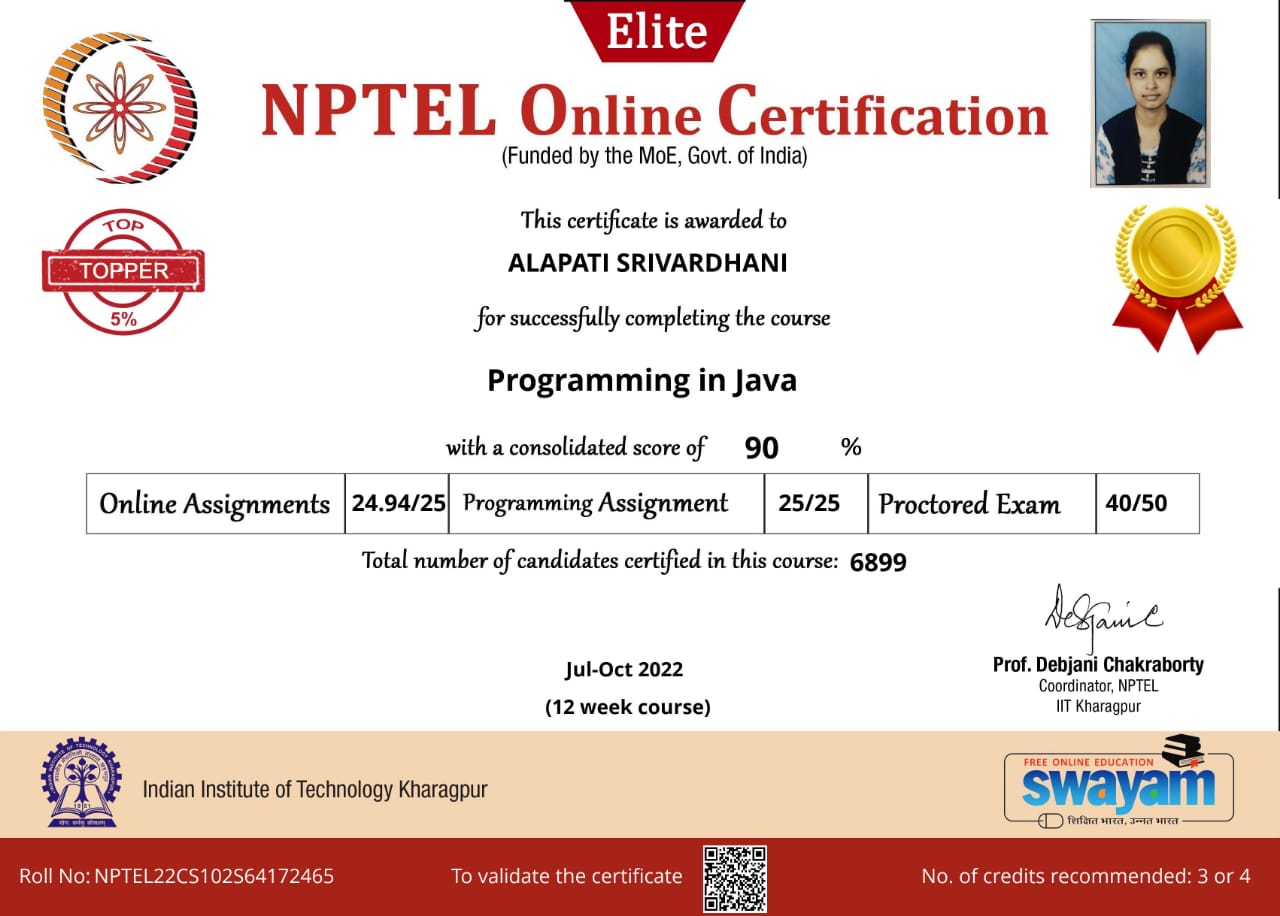 Elite
NPTEL Online Certification
(Funded by the MoE, Govt. of India)
This certificate is awarded to
ALAPATI SRIVARDHANI
TOP
TOPPER
5%
for successfully completing the course
Programming in Java
with a consolidated score of 90 %
Online Assignments 24.94/25 Programming Assignment 25/25 Proctored Exam 40/50
Total number of candidates certified in this course: 6899
Jul-Oct 2022
(12 week course)
Prof. Debjani Chakraborty
Coordinator, NPTEL
IIT Kharagpur
Indian Institute of Technology Kharagpur
1951
FREE ONLINE EDUCATION
swayam
शिक्षित भारत, उन्नत भारत
Roll No: NPTEL22CS102S64172465
To validate the certificate
No. of credits recommended: 3 or 4